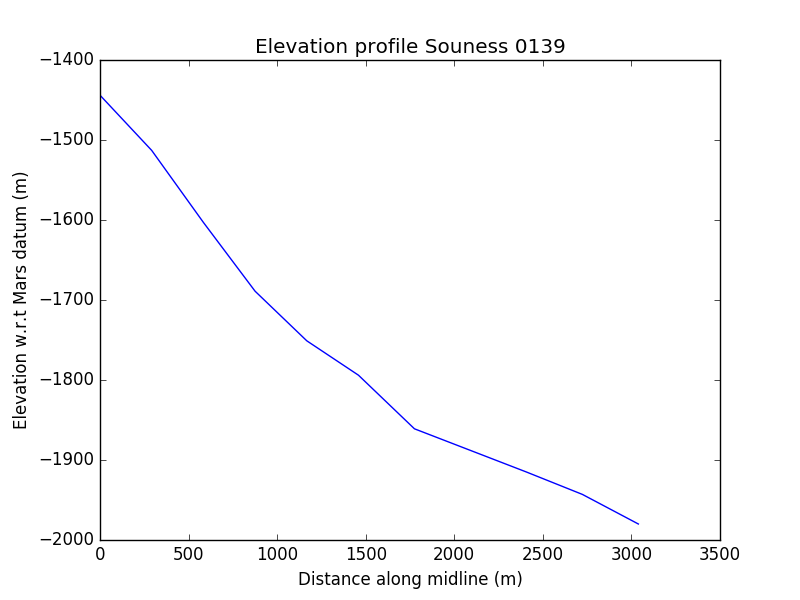 Elevation profile Souness 0139
−1400
−1500
−1600
−1700
−1800
−1900
−2000
Elevation w.r.t Mars datum (m)
0 500 1000 1500 2000 2500 3000 3500
Distance along midline (m)